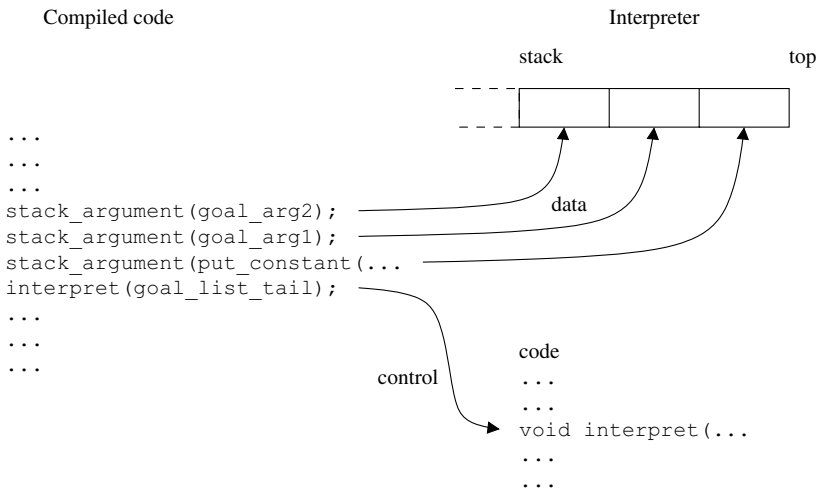 Compiled code
Interpreter
stack
top
...
...
...
stack_argument(goal_arg2);
data
stack_argument(goal_arg1);
stack_argument(put_constant(...
interpret(goal_list_tail);
...
...
...
control
code
...
...
void interpret(...
...
...